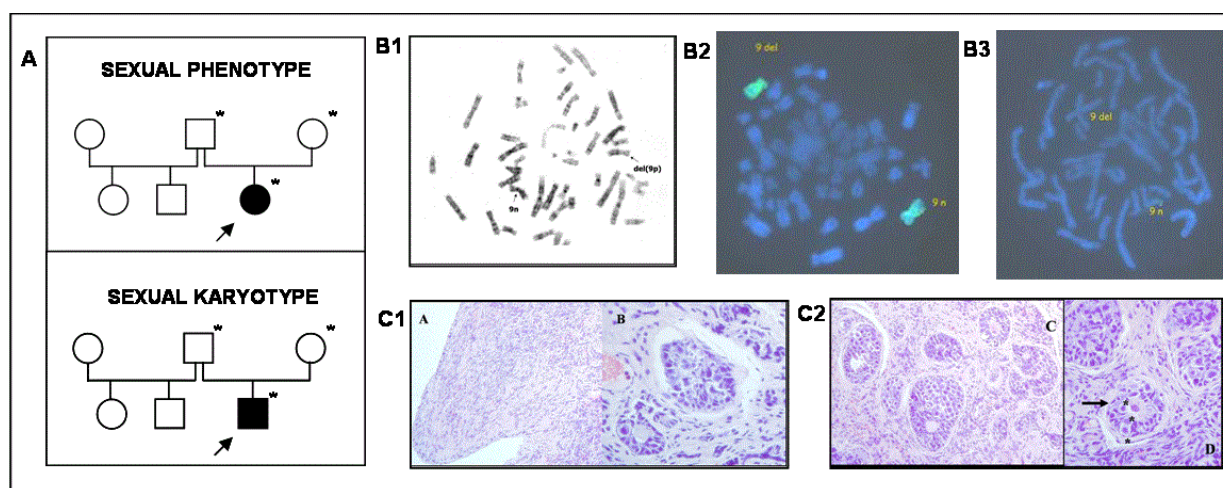 A
SEXUAL PHENOTYPE
*
*
*
SEXUAL KARYOTYPE
*
*
*
B1
9n
del(9p)
B2
9 del
9 n
B3
9 del
9 n
C1
A
B
C2
C
*
*
*
D